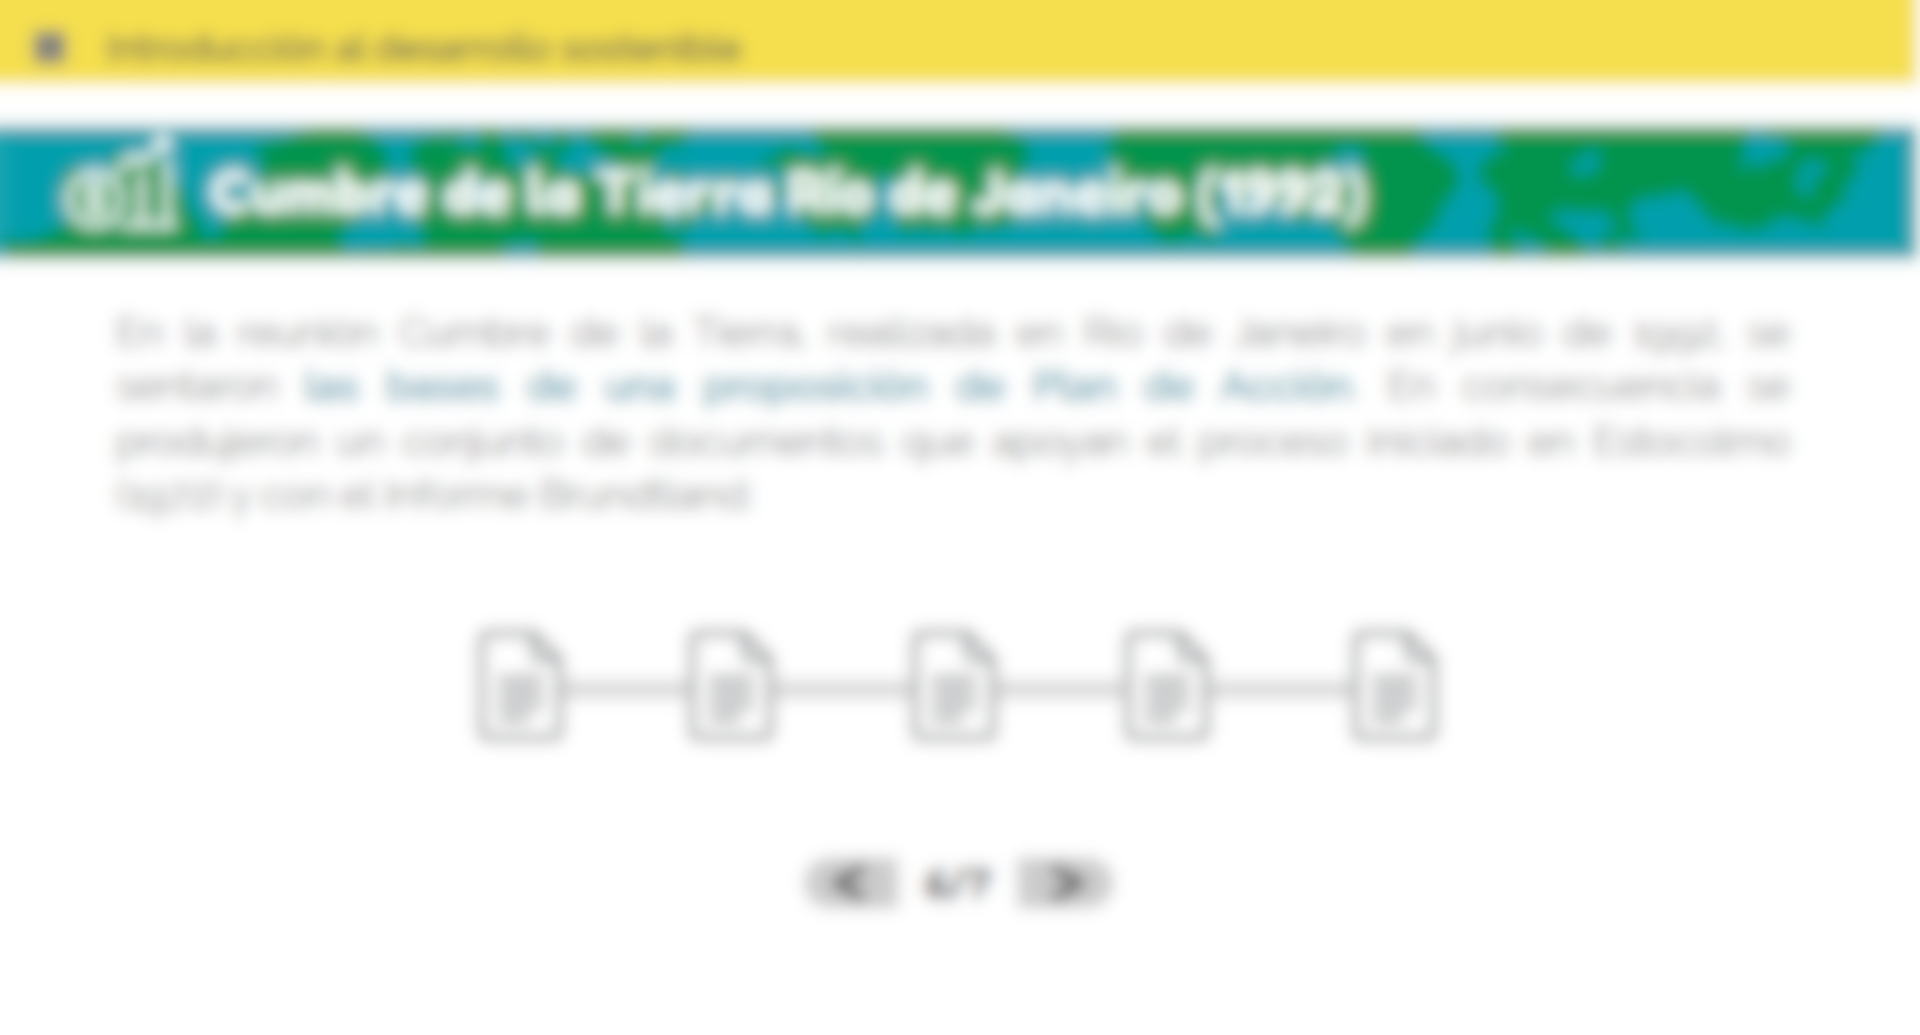 Introducción al desarrollo sostenible
Cumbre de la Tierra Río de Janeiro (1992)
En la reunión Cumbre de la Tierra, realizada en Río de Janeiro en junio de 1992, se
sentaron las bases de una proposición de Plan de Acción. En consecuencia se
produjeron un conjunto de documentos que apoyan el proceso iniciado en Estocolmo
(1972) y con el Informe Brundtland.
6/7